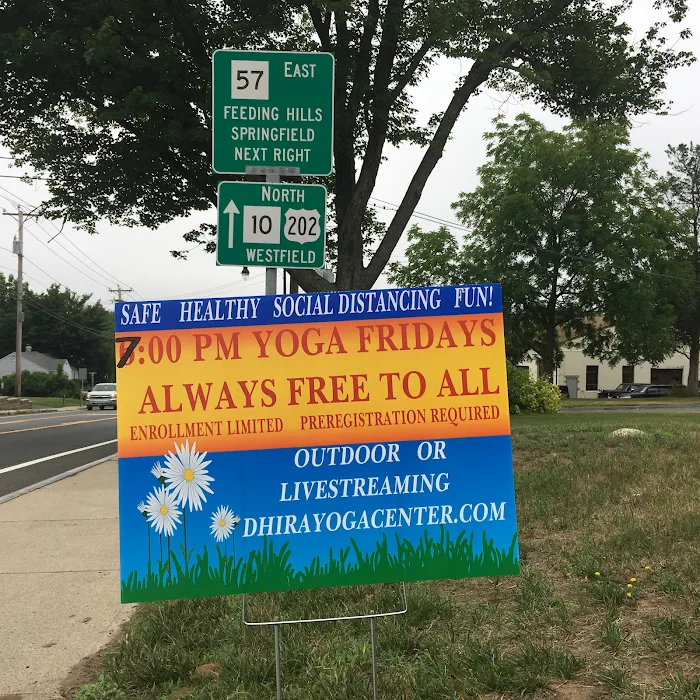 57 EAST
FEEDING HILLS
SPRINGFIELD
NEXT RIGHT
NORTH
10 202
WESTFIELD
SAFE HEALTHY SOCIAL DISTANCING FUN!
7:00 PM YOGA FRIDAYS
ALWAYS FREE TO ALL
ENROLLMENT LIMITED PREREGISTRATION REQUIRED
OUTDOOR OR
LIVESTREAMING
DHIRAYOGACENTER.COM